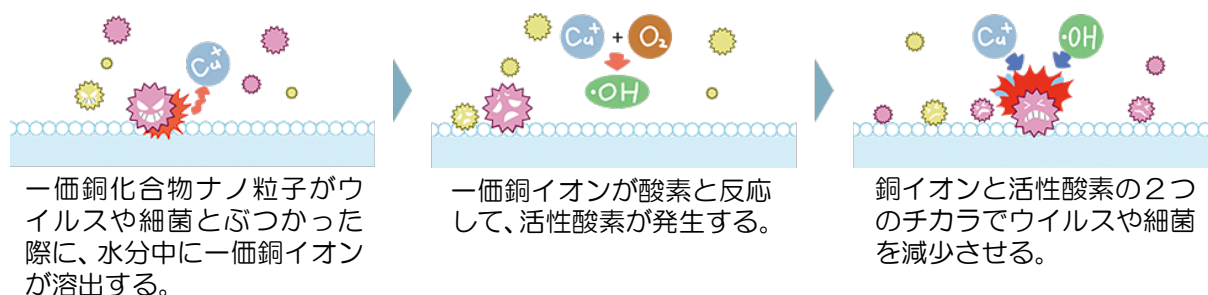 Cu⁺
一価銅化合物ナノ粒子がウ
イルスや細菌とぶつかった
際に、水分中に一価銅イオン
が溶出する。
Cu⁺ + O₂
·OH
一価銅イオンが酸素と反応
して、活性酸素が発生する。
Cu⁺ ·OH
銅イオンと活性酸素の２つ
のチカラでウイルスや細菌
を減少させる。